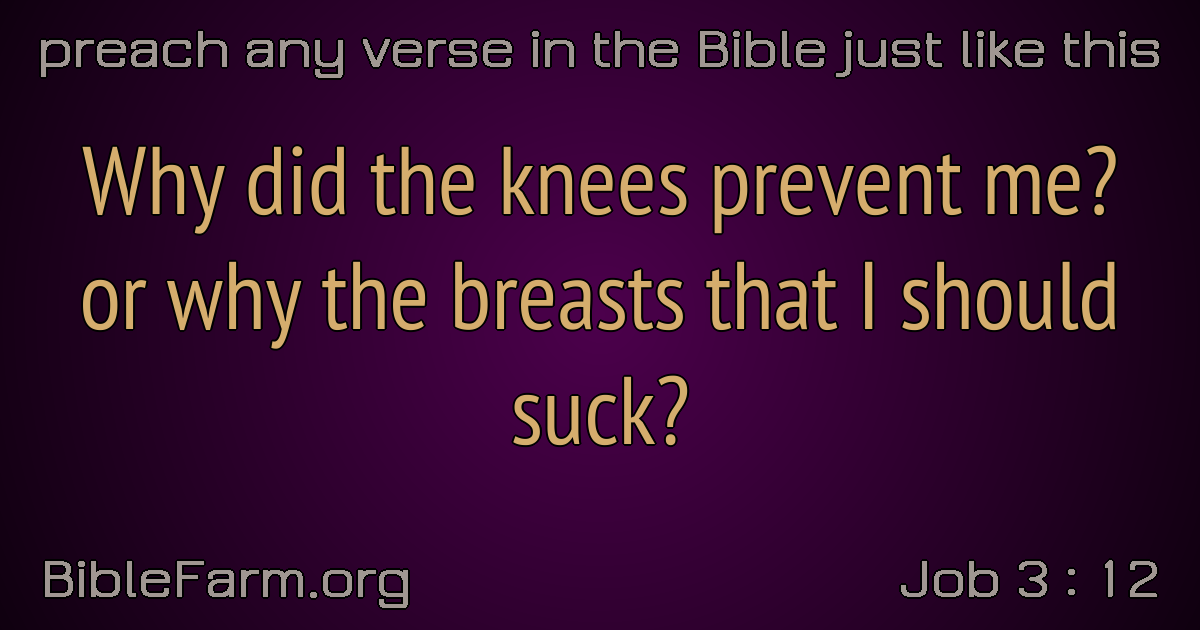 preach any verse in the Bible just like this
Why did the knees prevent me?
or why the breasts that I should
suck?
BibleFarm.org
Job 3 : 12